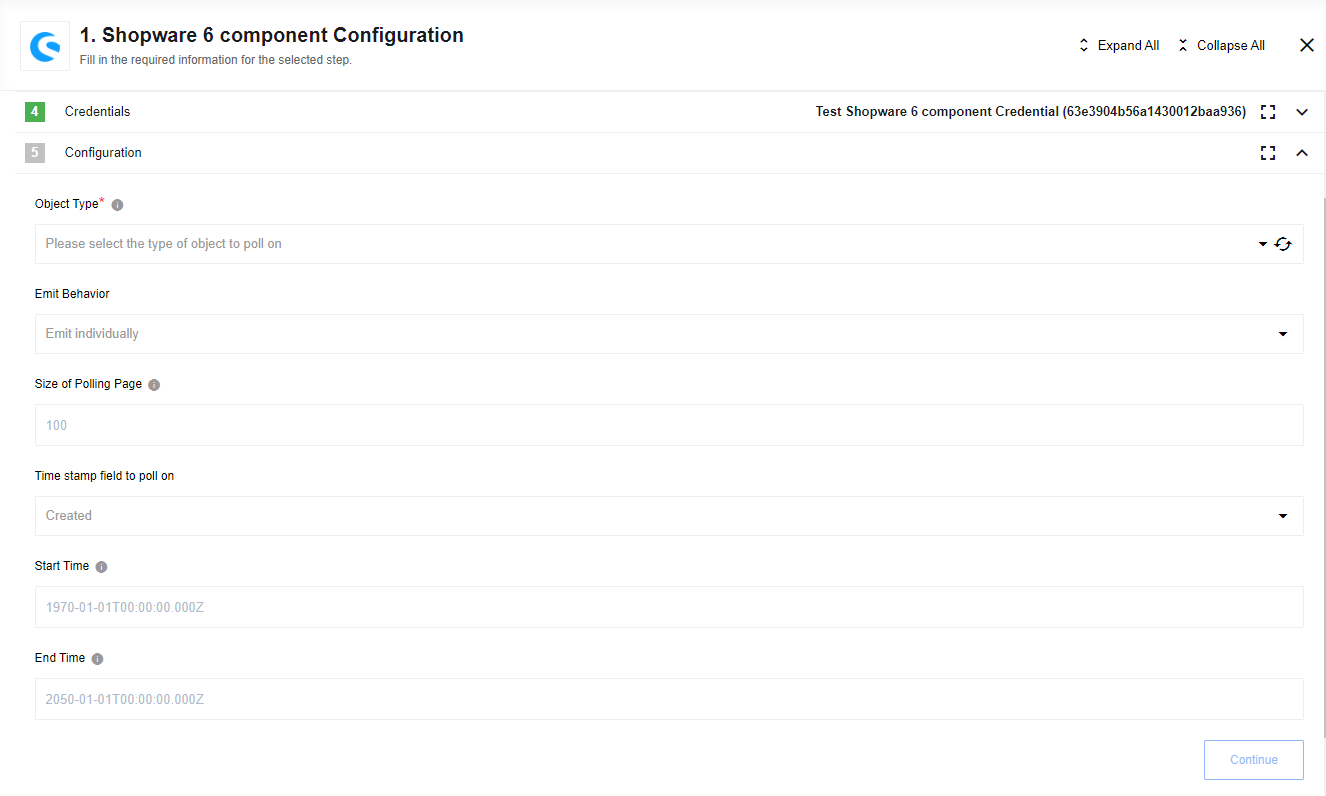 1. Shopware 6 component Configuration
Fill in the required information for the selected step.
Expand All
Collapse All
4 Credentials Test Shopware 6 component Credential (63e3904b56a1430012baa936)
5 Configuration
Object Type*
Please select the type of object to poll on
Emit Behavior
Emit individually
Size of Polling Page
100
Time stamp field to poll on
Created
Start Time
1970-01-01T00:00:00.000Z
End Time
2050-01-01T00:00:00.000Z
Continue